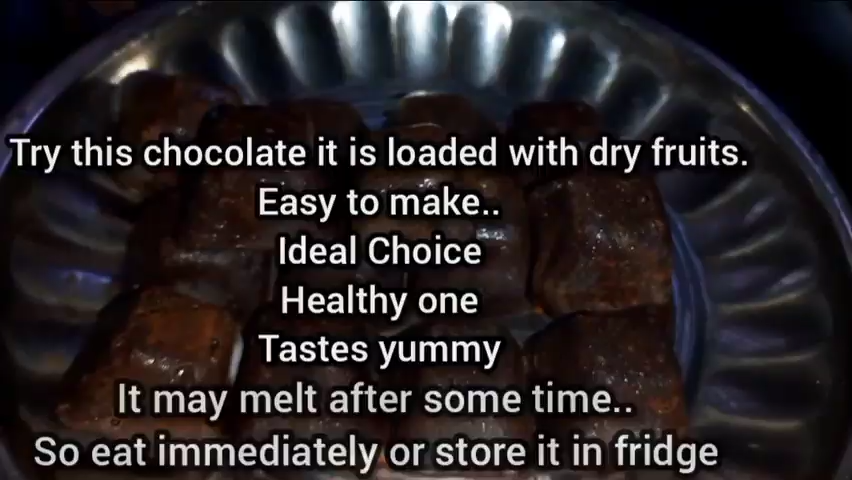 Try this chocolate it is loaded with dry fruits.
Easy to make..
Ideal Choice
Healthy one
Tastes yummy
It may melt after some time..
So eat immediately or store it in fridge